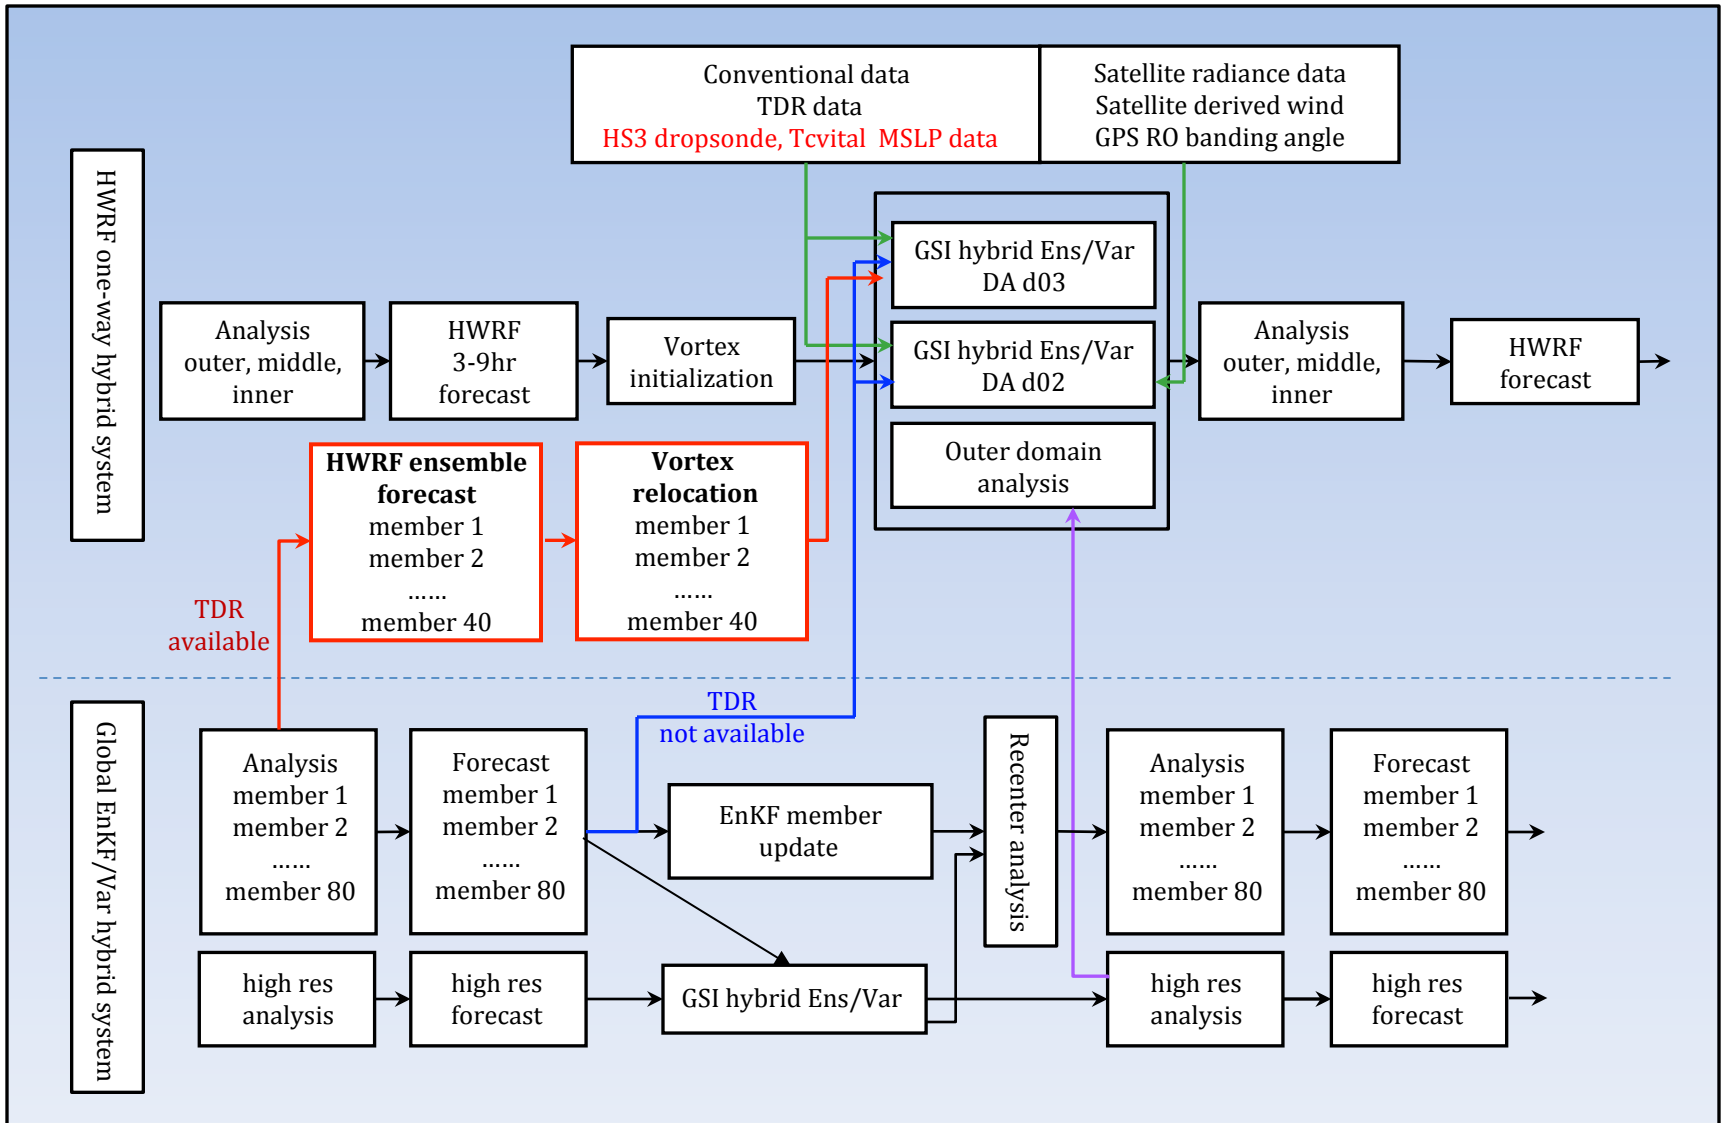 Conventional data
TDR data
HS3 dropsonde, Tcvital MSLP data
Satellite radiance data
Satellite derived wind
GPS RO banding angle
HWRF one-way hybrid system
Analysis
outer, middle,
inner
HWRF
3-9hr
forecast
Vortex
initialization
GSI hybrid Ens/Var
DA d03
GSI hybrid Ens/Var
DA d02
Outer domain
analysis
Analysis
outer, middle,
inner
HWRF
forecast
HWRF ensemble
forecast
member 1
member 2
......
member 40
Vortex
relocation
member 1
member 2
......
member 40
TDR
available
TDR
not available
Global EnKF/Var hybrid system
Analysis
member 1
member 2
......
member 80
Forecast
member 1
member 2
......
member 80
EnKF member
update
Recenter analysis
Analysis
member 1
member 2
......
member 80
Forecast
member 1
member 2
......
member 80
high res
analysis
high res
forecast
GSI hybrid Ens/Var
high res
analysis
high res
forecast